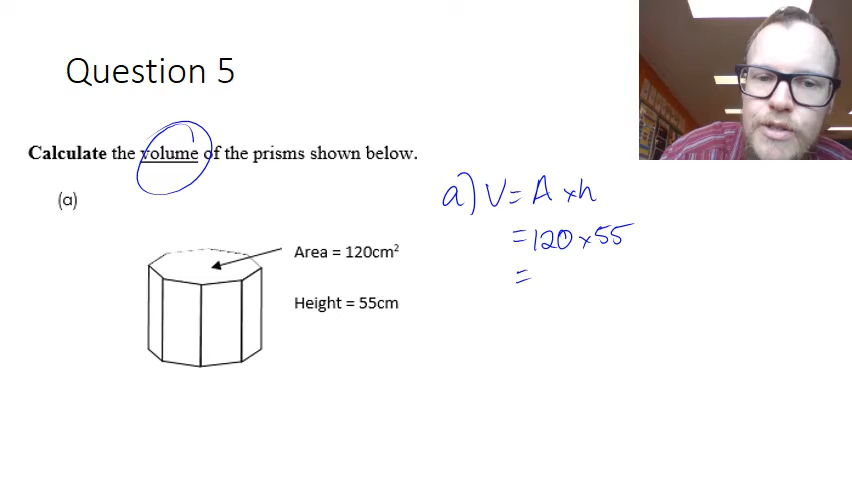 Question 5
Calculate the volume of the prisms shown below.
(a)
Area = 120cm²
Height = 55cm
a) V = A × h
= 120 × 55
=